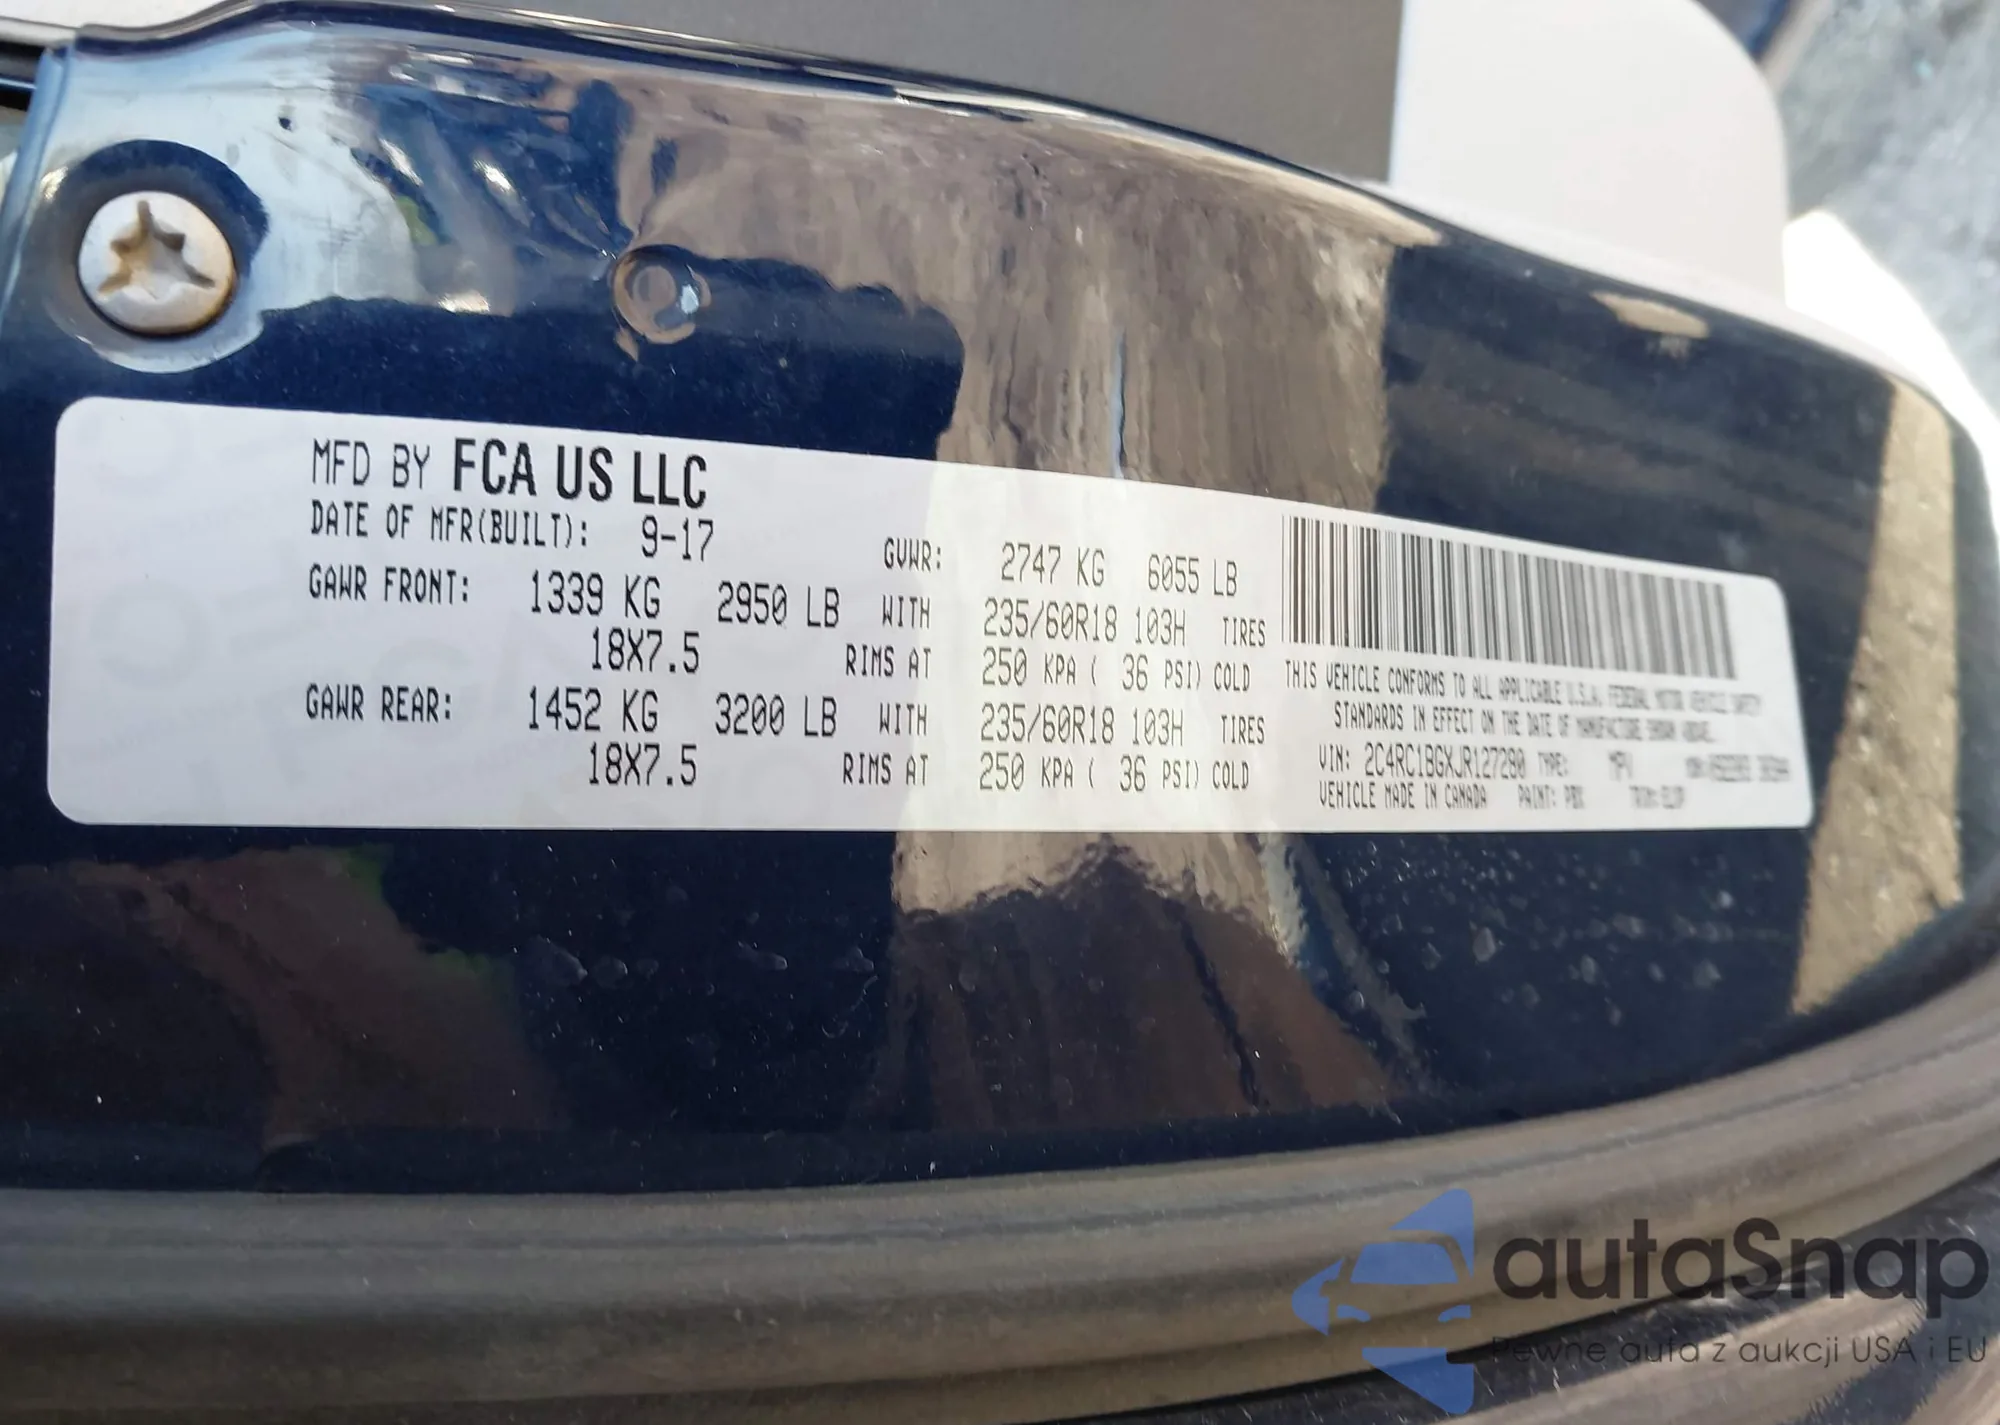 MFD BY FCA US LLC
DATE OF MFR(BUILT): 9-17 GVWR: 2747 KG 6055 LB
GAWR FRONT: 1339 KG 2950 LB WITH 235/60R18 103H TIRES
18X7.5 RIMS AT 250 KPA ( 36 PSI) COLD
GAWR REAR: 1452 KG 3200 LB WITH 235/60R18 103H TIRES
18X7.5 RIMS AT 250 KPA ( 36 PSI) COLD
THIS VEHICLE CONFORMS TO ALL APPLICABLE U.S.A. FEDERAL MOTOR VEHICLE SAFETY
STANDARDS IN EFFECT ON THE DATE OF MANUFACTURE SHOWN ABOVE.
VIN: 2C4RC1BGXJR127280 TYPE: MPV
VEHICLE MADE IN CANADA PAINT: PBX
autaSnap
Pewne auta z aukcji USA i EU